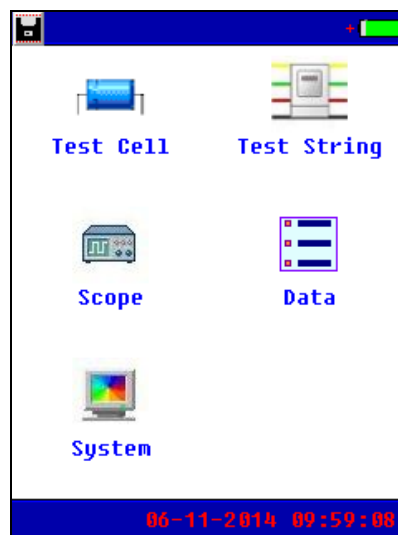 Test Cell
Test String
Scope
Data
System
06-11-2014 09:59:08